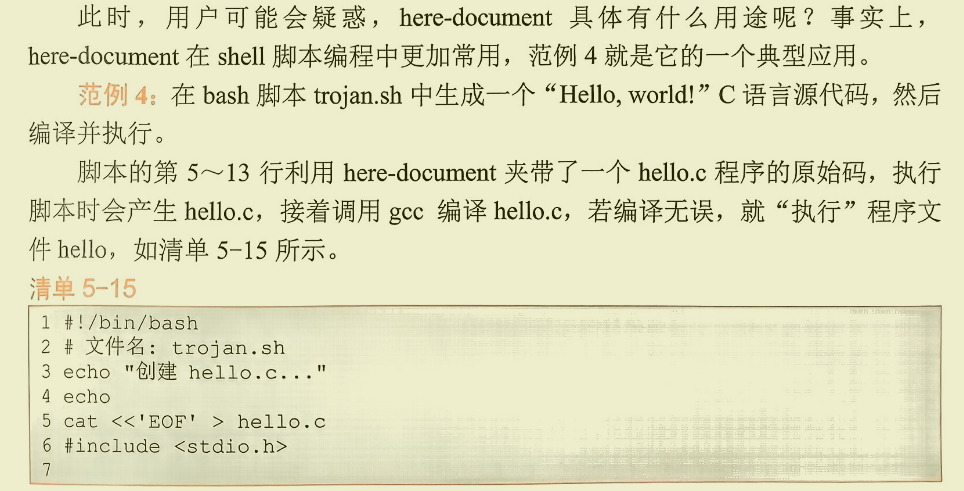 此时，用户可能会疑惑，here-document 具体有什么用途呢？事实上，
here-document 在 shell 脚本编程中更加常用，范例 4 就是它的一个典型应用。
范例 4：在 bash 脚本 trojan.sh 中生成一个“Hello, world!”C 语言源代码，然后
编译并执行。
脚本的第 5～13 行利用 here-document 夹带了一个 hello.c 程序的原始码，执行
脚本时会产生 hello.c，接着调用 gcc 编译 hello.c，若编译无误，就“执行”程序文
件 hello，如清单 5-15 所示。
清单 5-15
1 #!/bin/bash
2 # 文件名: trojan.sh
3 echo "创建 hello.c..."
4 echo
5 cat <<'EOF' > hello.c
6 #include <stdio.h>
7